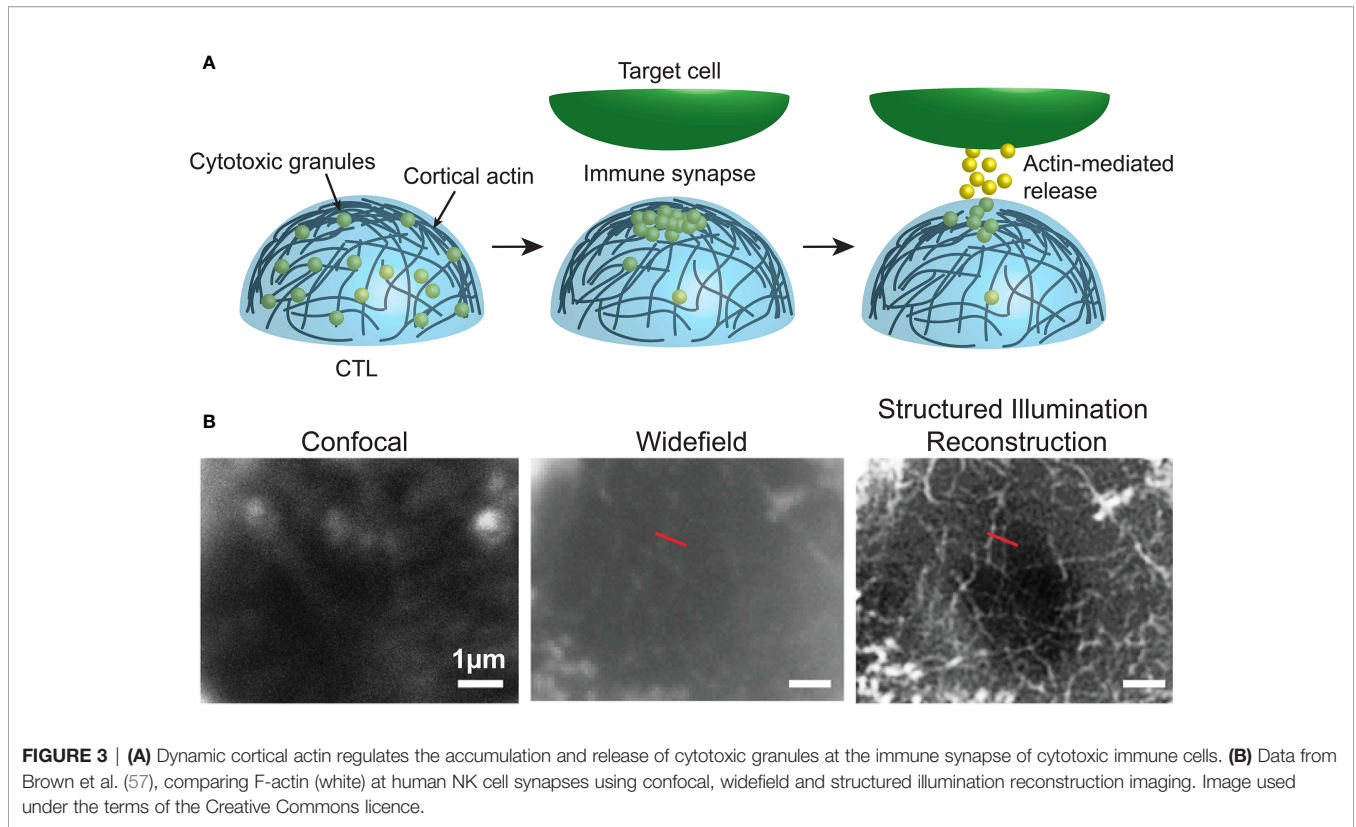 A
Target cell
Cytotoxic granules
Cortical actin
Immune synapse
Actin-mediated
release
CTL
B
Confocal
Widefield
Structured Illumination
Reconstruction
1μm
FIGURE 3 | (A) Dynamic cortical actin regulates the accumulation and release of cytotoxic granules at the immune synapse of cytotoxic immune cells. (B) Data from
Brown et al. (57), comparing F-actin (white) at human NK cell synapses using confocal, widefield and structured illumination reconstruction imaging. Image used
under the terms of the Creative Commons licence.